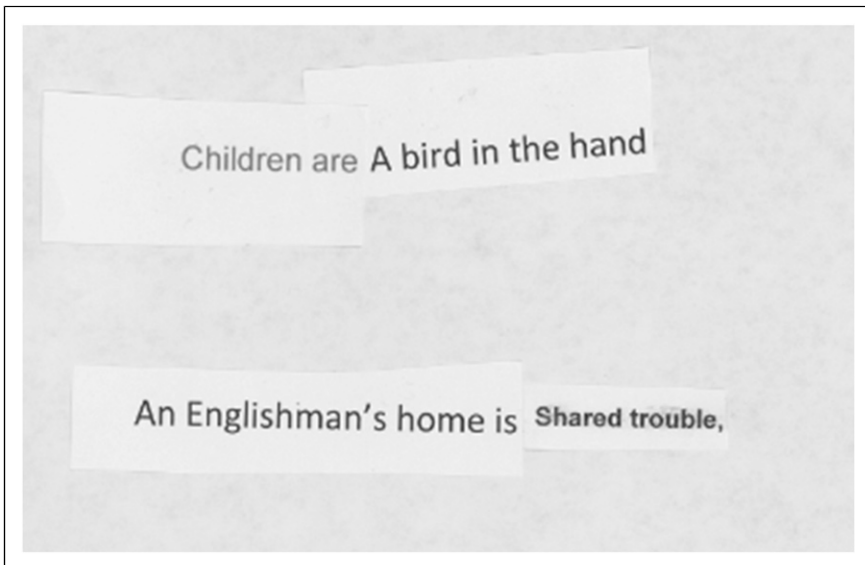 Children are A bird in the hand
An Englishman's home is Shared trouble,